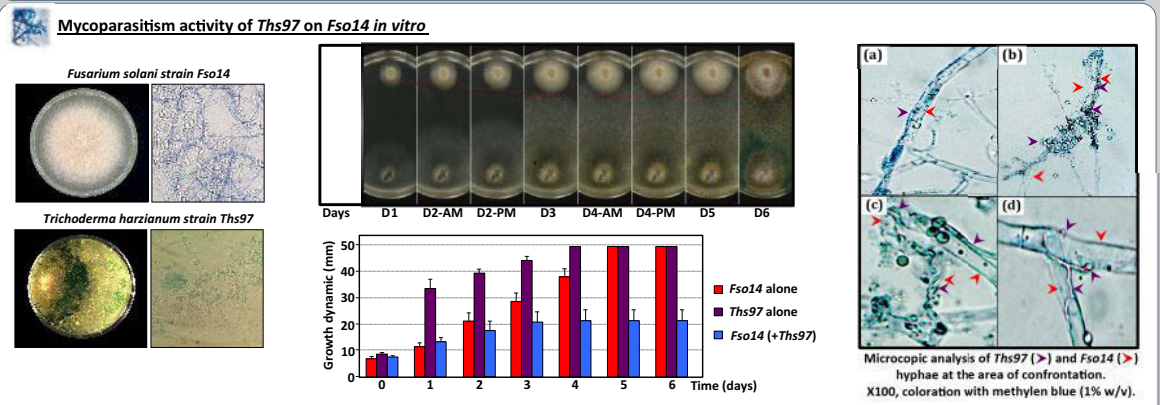 Mycoparasitism activity of Ths97 on Fso14 in vitro
Fusarium solani strain Fso14
Trichoderma harzianum strain Ths97
Days D1 D2-AM D2-PM D3 D4-AM D4-PM D5 D6
Growth dynamic (mm)
50
40
30
20
10
0
0 1 2 3 4 5 6 Time (days)
Fso14 alone
Ths97 alone
Fso14 (+Ths97)
(a) (b)
(c) (d)
Microcopic analysis of Ths97 (➤) and Fso14 (➤)
hyphae at the area of confrontation.
X100, coloration with methylen blue (1% w/v).